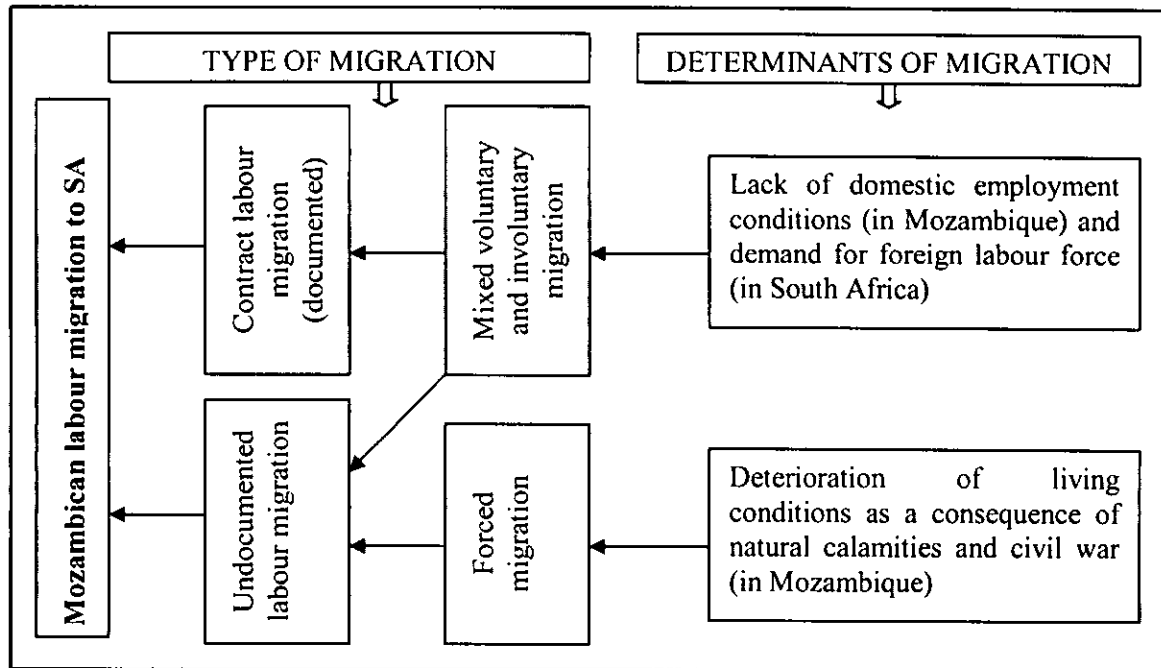 TYPE OF MIGRATION
DETERMINANTS OF MIGRATION
Mozambican labour migration to SA
Contract labour
migration
(documented)
Mixed voluntary
and involuntary
migration
Lack of domestic employment
conditions (in Mozambique) and
demand for foreign labour force
(in South Africa)
Undocumented
labour migration
Forced
migration
Deterioration of living
conditions as a consequence of
natural calamities and civil war
(in Mozambique)